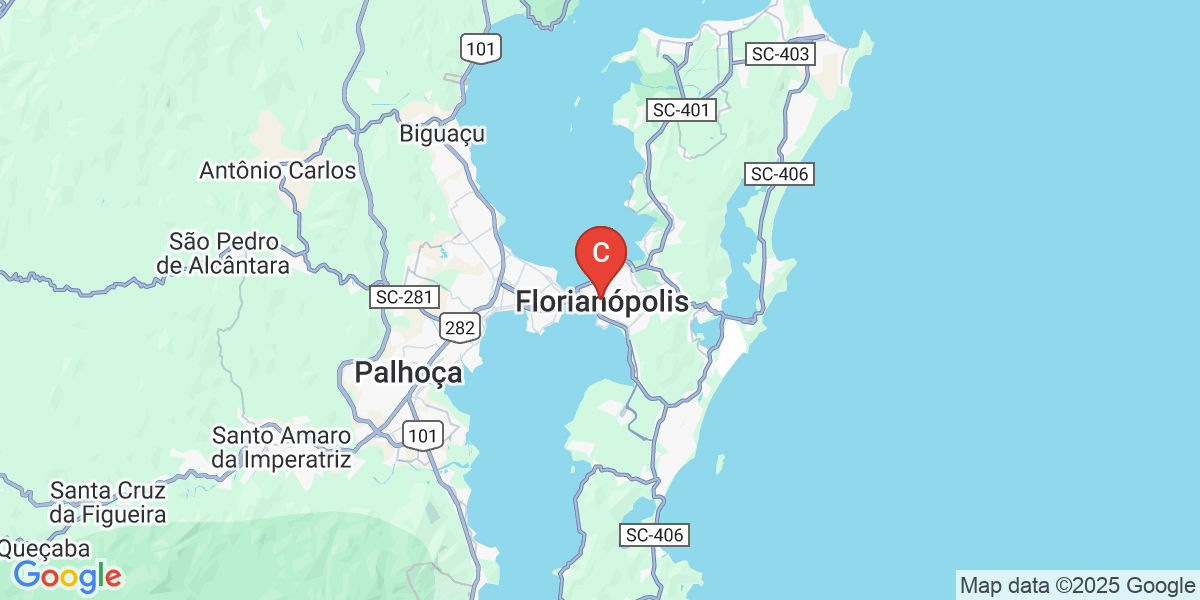 101
SC-403
SC-401
Biguaçu
Antônio Carlos
SC-406
São Pedro
de Alcântara
C
SC-281
Florianópolis
282
Palhoça
Santo Amaro
da Imperatriz
101
Santa Cruz
da Figueira
SC-406
Queçaba
Google
Map data ©2025 Google